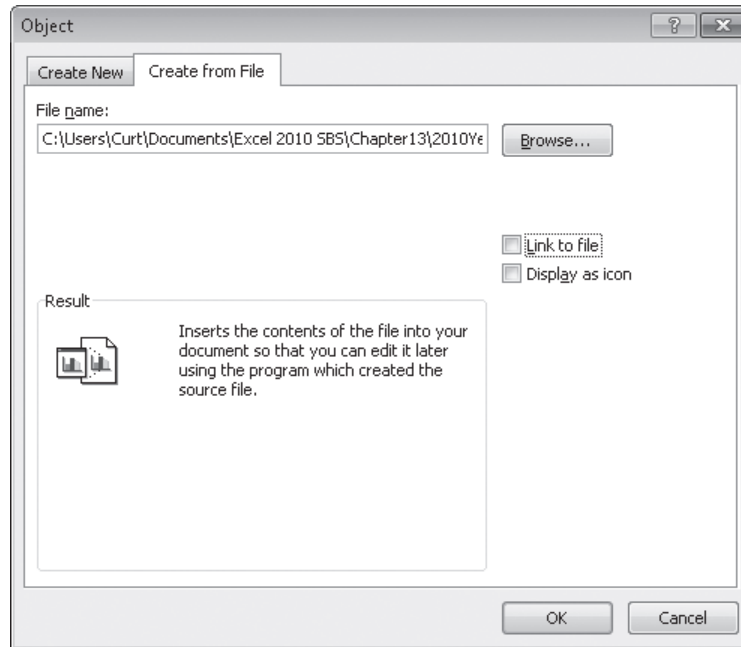 Object
Create New
Create from File
File name:
C:\Users\Curt\Documents\Excel 2010 SBS\Chapter13\2010Ye
Browse...
Link to file
Display as icon
Result
Inserts the contents of the file into your
document so that you can edit it later
using the program which created the
source file.
OK
Cancel